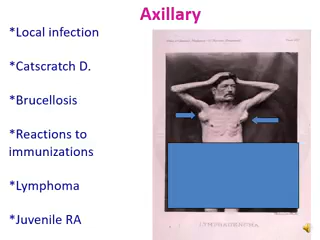 Axillary
*Local infection
*Catscratch D.
*Brucellosis
*Reactions to
immunizations
*Lymphoma
*Juvenile RA